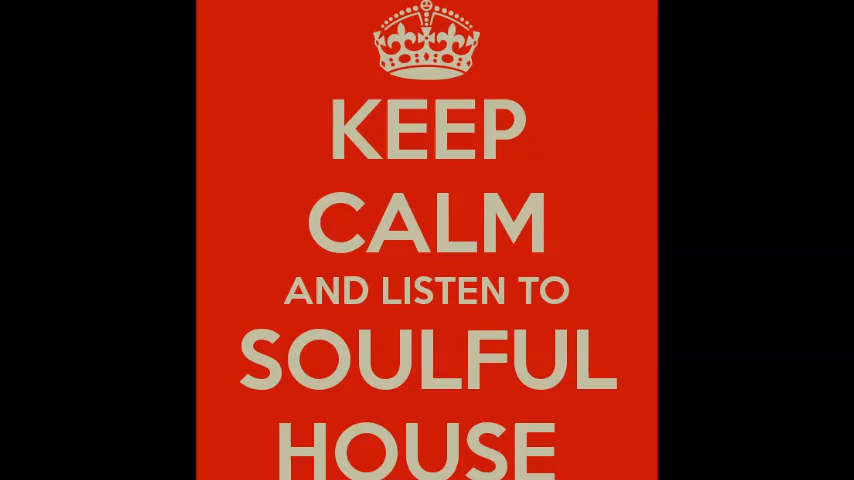 KEEP
CALM
AND LISTEN TO
SOULFUL
HOUSE